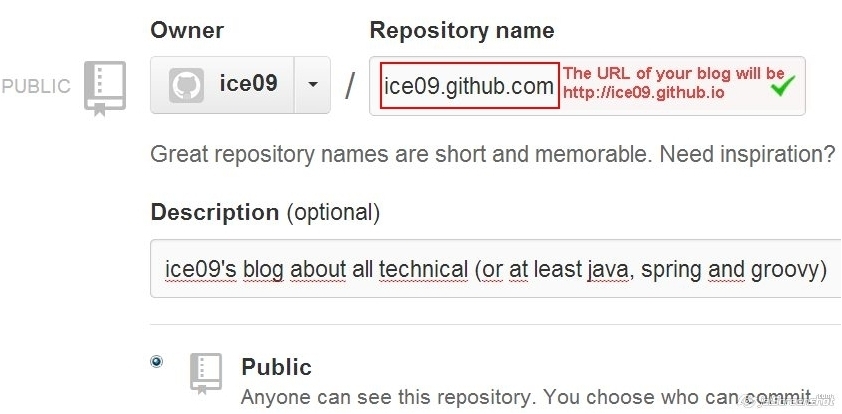 Owner
Repository name
PUBLIC
ice09
/
ice09.github.com
The URL of your blog will be
http://ice09.github.io
Great repository names are short and memorable. Need inspiration?
Description (optional)
ice09's blog about all technical (or at least java, spring and groovy)
Public
Anyone can see this repository. You choose who can commit.